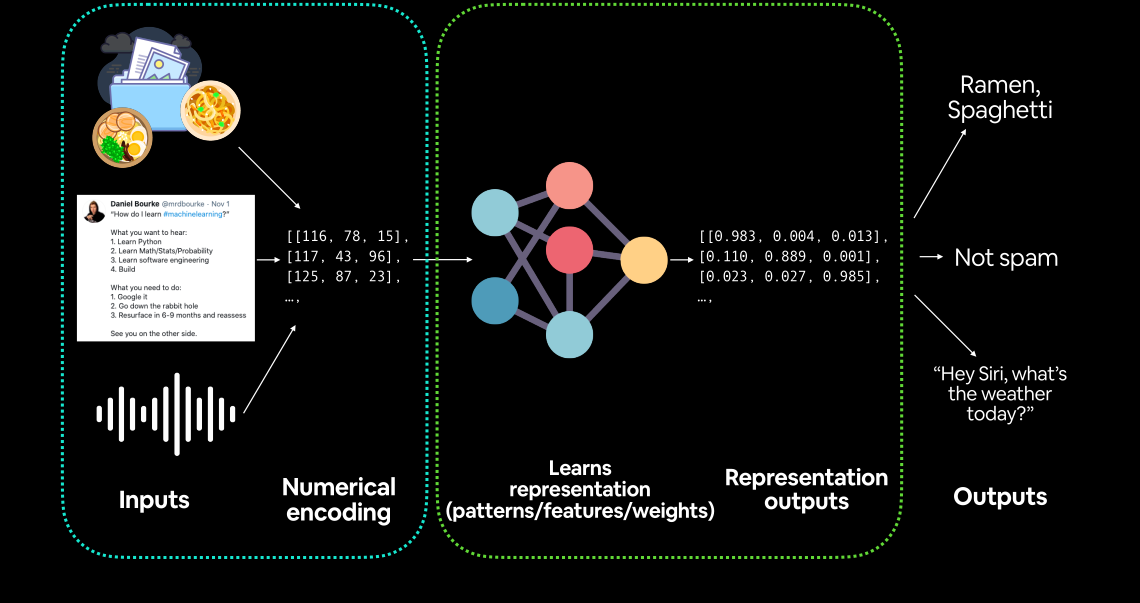 Daniel Bourke @mrdbourke · Nov 1
"How do I learn #machinelearning?"
What you want to hear:
1. Learn Python
2. Learn Math/Stats/Probability
3. Learn software engineering
4. Build
What you need to do:
1. Google it
2. Go down the rabbit hole
3. Resurface in 6-9 months and reassess
See you on the other side.
Inputs
[[116, 78, 15],
[117, 43, 96],
[125, 87, 23],
…,
Numerical
encoding
Learns
representation
(patterns/features/weights)
[[0.983, 0.004, 0.013],
[0.110, 0.889, 0.001],
[0.023, 0.027, 0.985],
…,
Representation
outputs
Ramen,
Spaghetti
Not spam
“Hey Siri, what’s
the weather
today?”
Outputs